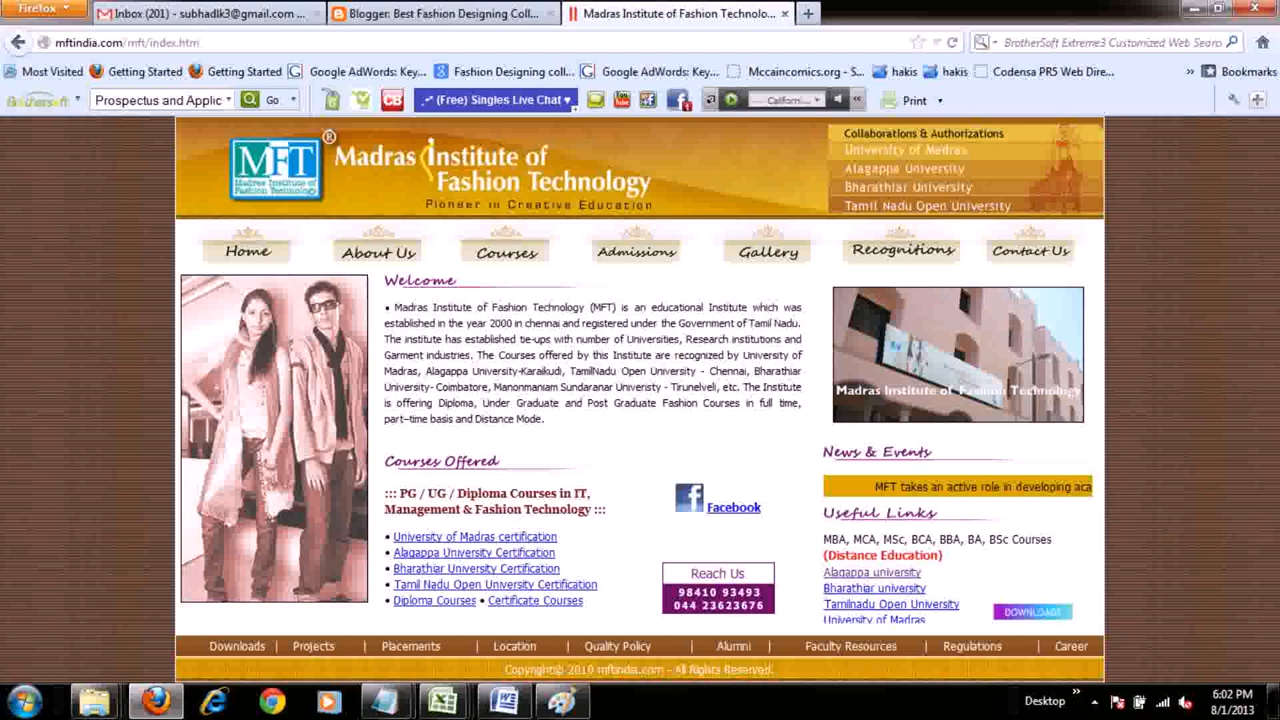 Firefox
Inbox (201) - subhadlk3@gmail.com ...
Blogger: Best Fashion Designing Coll...
Madras Institute of Fashion Technolo...
mftindia.com/mft/index.htm
BrotherSoft Extreme3 Customized Web Searc
Most Visited
Getting Started
Getting Started
Google AdWords: Key...
Fashion Designing coll...
Google AdWords: Key...
Mccaincomics.org - S...
hakis
hakis
Codensa PR5 Web Dire...
Bookmarks
Prospectus and Applic
Go
CB
(Free) Singles Live Chat
Californi...
Print
MFT
Madras Institute of
Fashion Technology
®
Madras Institute of
Fashion Technology
Pioneer in Creative Education
Collaborations & Authorizations
University of Madras
Alagappa University
Bharathiar University
Tamil Nadu Open University
Home
About Us
Courses
Admissions
Gallery
Recognitions
Contact Us
Welcome
• Madras Institute of Fashion Technology (MFT) is an educational Institute which was
established in the year 2000 in chennai and registered under the Government of Tamil Nadu.
The institute has established tie-ups with number of Universities, Research institutions and
Garment industries. The Courses offered by this Institute are recognized by University of
Madras, Alagappa University-Karaikudi, TamilNadu Open University - Chennai, Bharathiar
University- Coimbatore, Manonmaniam Sundaranar Univeristy - Tirunelveli, etc. The Institute
is offering Diploma, Under Graduate and Post Graduate Fashion Courses in full time,
part–time basis and Distance Mode.
Madras Institute of Fashion Technology
Courses Offered
::: PG / UG / Diploma Courses in IT,
Management & Fashion Technology :::
• University of Madras certification
• Alagappa University Certification
• Bharathiar University Certification
• Tamil Nadu Open University Certification
• Diploma Courses • Certificate Courses
Facebook
Reach Us
98410 93493
044 23623676
News & Events
MFT takes an active role in developing aca
Useful Links
MBA, MCA, MSc, BCA, BBA, BA, BSc Courses
(Distance Education)
Alagappa university
Bharathiar university
Tamilnadu Open University
University of Madras
DOWNLOADS
Downloads | Projects | Placements | Location | Quality Policy | Alumni | Faculty Resources | Regulations | Career
Copyright© 2010 mftindia.com - All Rights Reserved.
Desktop
6:02 PM
8/1/2013